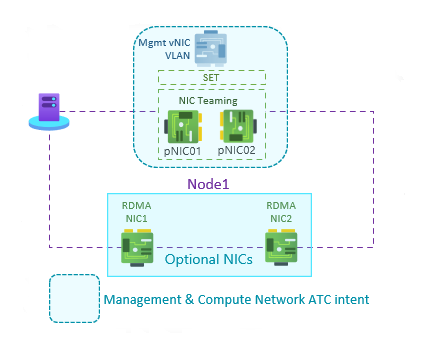 Mgmt vNIC
VLAN
SET
NIC Teaming
pNIC01
pNIC02
Node1
RDMA
NIC1
RDMA
NIC2
Optional NICs
Management & Compute Network ATC intent